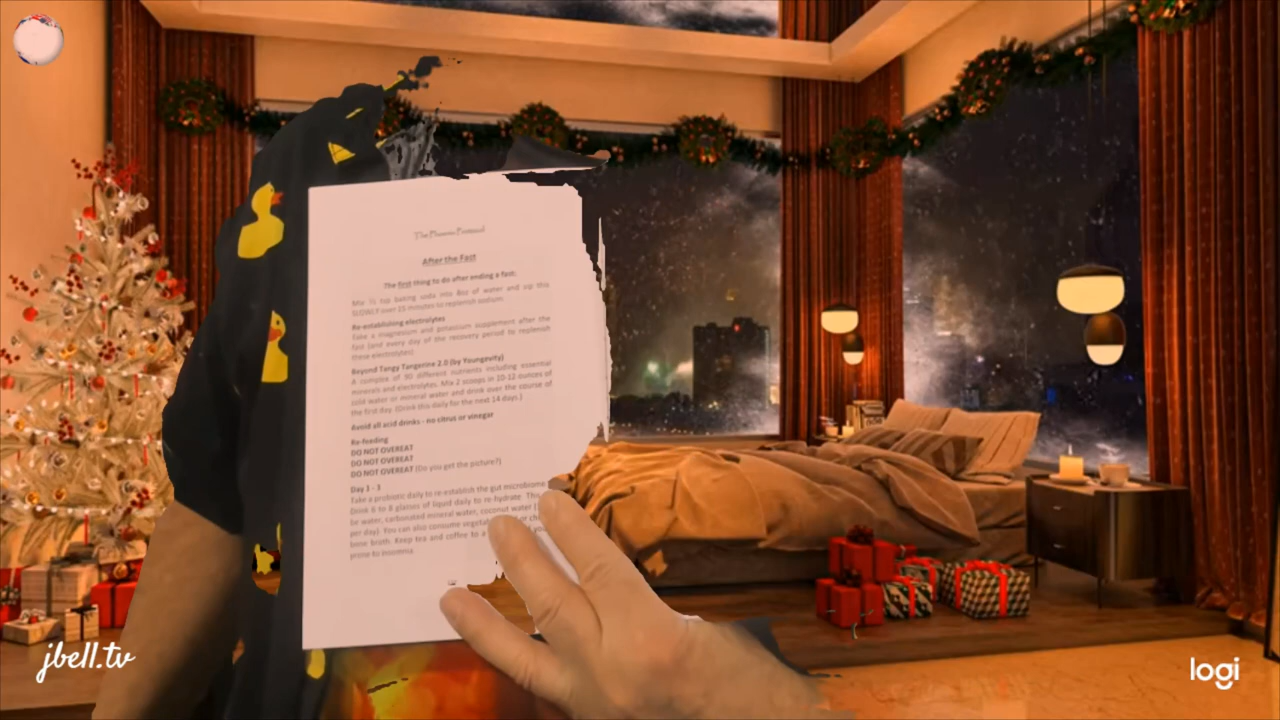 The Phoenix Protocol
After the Fast
The first thing to do after ending a fast.
Mix ½ tsp baking soda into 8oz of water and sip this
SLOWLY over 15 minutes to replenish sodium.
Re-establishing electrolytes
Take a magnesium and potassium supplement after the
fast (and every day of the recovery period to replenish
these electrolytes).
Beyond Tangy Tangerine 2.0 (by Youngevity)
A complex of 90 different nutrients including essential
minerals and electrolytes. Mix 2 scoops in 10-12 ounces of
still water or mineral water and drink over the course of
the first day. (Drink this daily for the next 14 days.)
Avoid all acid drinks - no citrus or vinegar
Re-feeding
DO NOT OVEREAT
DO NOT OVEREAT
DO NOT OVEREAT (Do you get the picture?)
Day 1 - 3
Take a probiotic daily to re-establish the gut microbiome
Drink 6 to 8 glasses of liquid daily to re-hydrate. This
be water, carbonated mineral water, coconut water (
per day). You can also consume or
bone broth. Keep tea and coffee to a you
prone to insomnia.
jbell.tv
logi